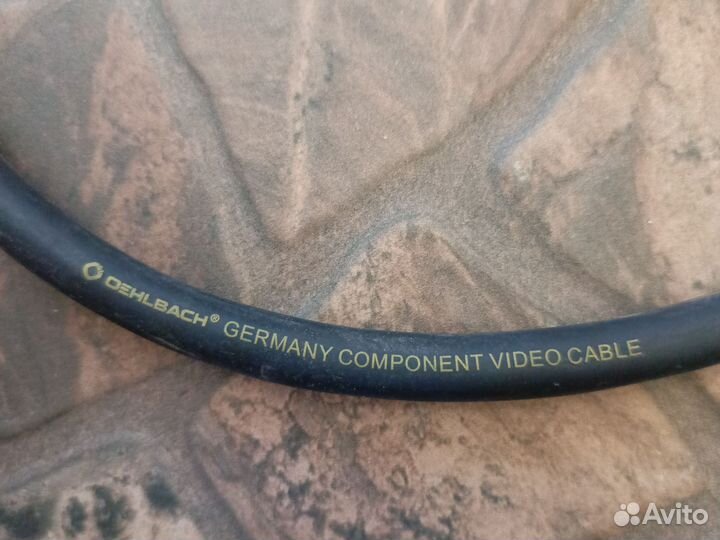 OEHLBACH® GERMANY COMPONENT VIDEO CABLE
Avito